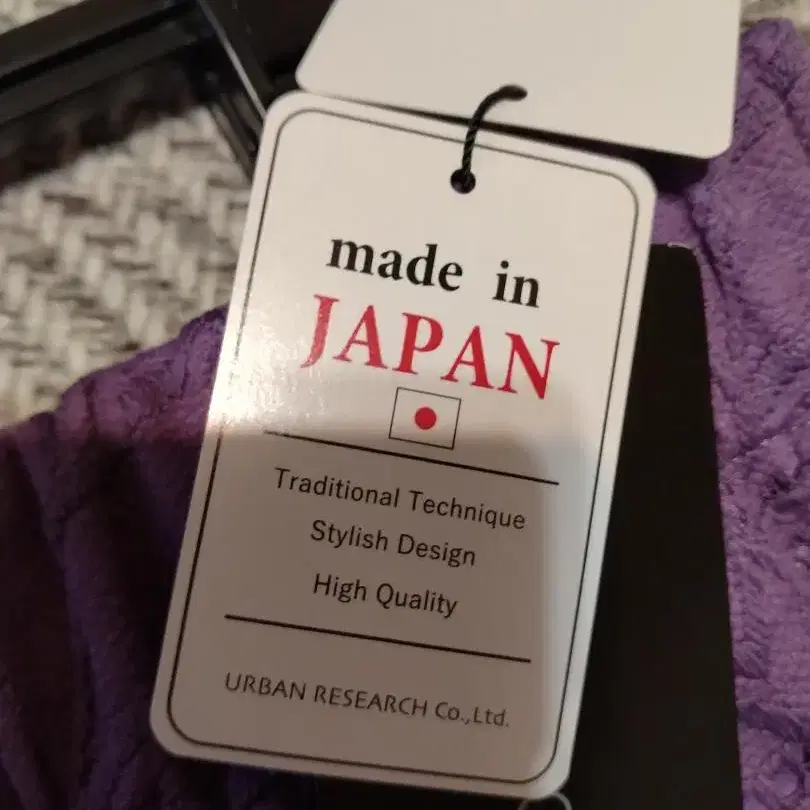 made in
JAPAN
Traditional Technique
Stylish Design
High Quality
URBAN RESEARCH Co.,Ltd.